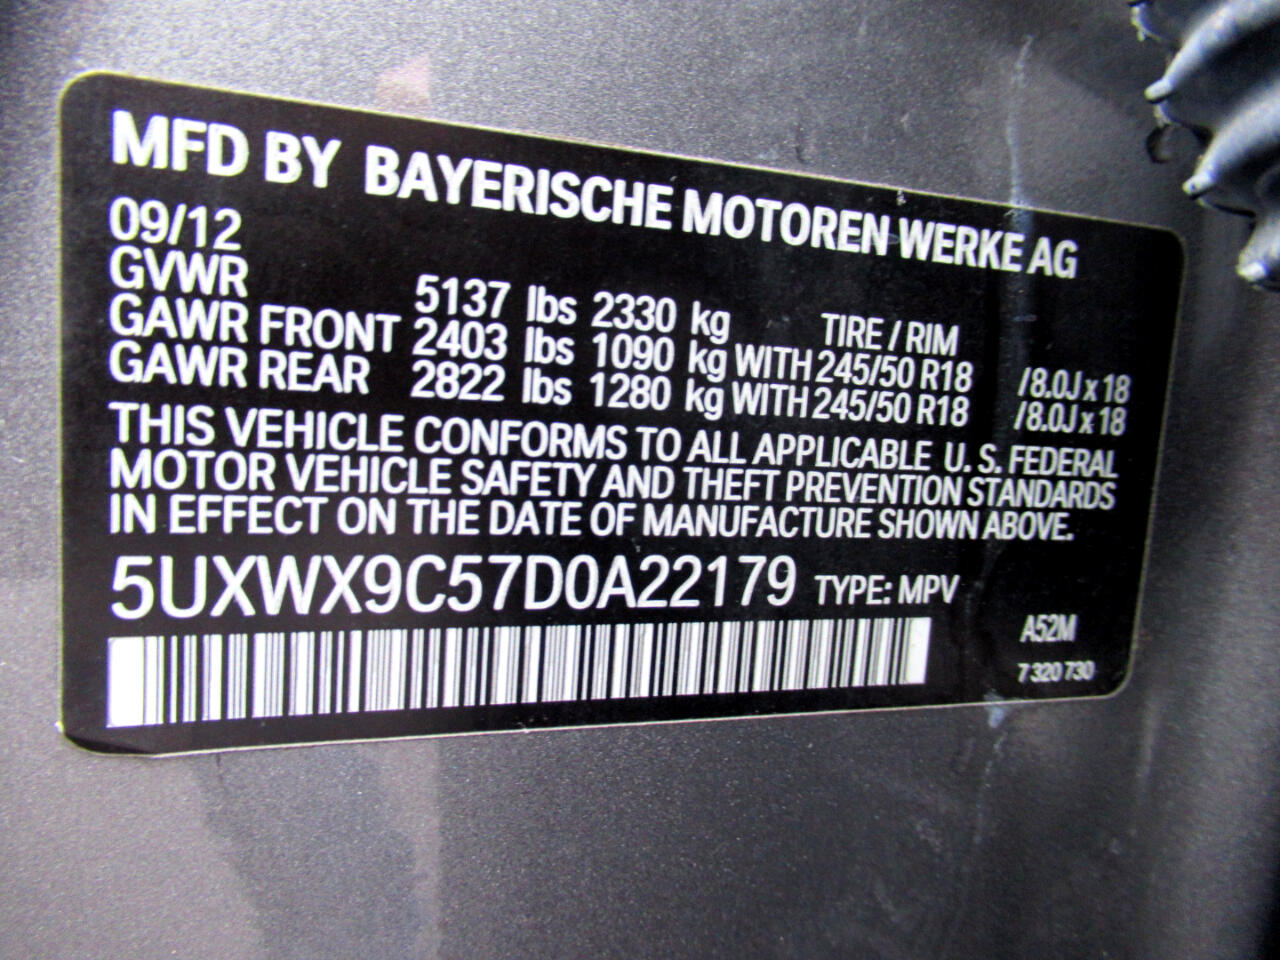 MFD BY BAYERISCHE MOTOREN WERKE AG
09/12
GVWR 5137 lbs 2330 kg TIRE / RIM
GAWR FRONT 2403 lbs 1090 kg WITH 245/50 R18 /8.0J x 18
GAWR REAR 2822 lbs 1280 kg WITH 245/50 R18 /8.0J x 18
THIS VEHICLE CONFORMS TO ALL APPLICABLE U. S. FEDERAL
MOTOR VEHICLE SAFETY AND THEFT PREVENTION STANDARDS
IN EFFECT ON THE DATE OF MANUFACTURE SHOWN ABOVE.
5UXWX9C57D0A22179 TYPE: MPV
A52M
7 320 730